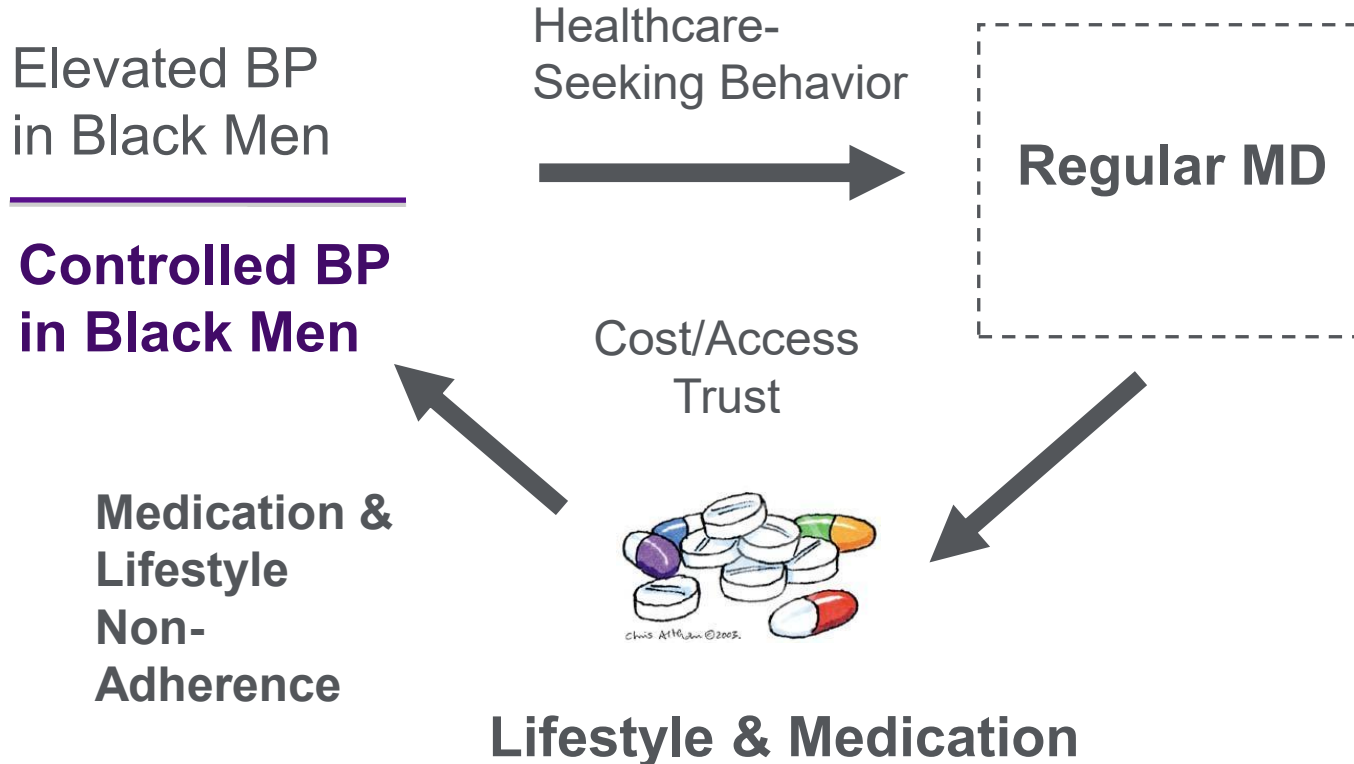 Elevated BP
in Black Men
Healthcare-
Seeking Behavior
Regular MD
Controlled BP
in Black Men
Cost/Access
Trust
Medication &
Lifestyle
Non-
Adherence
Lifestyle & Medication